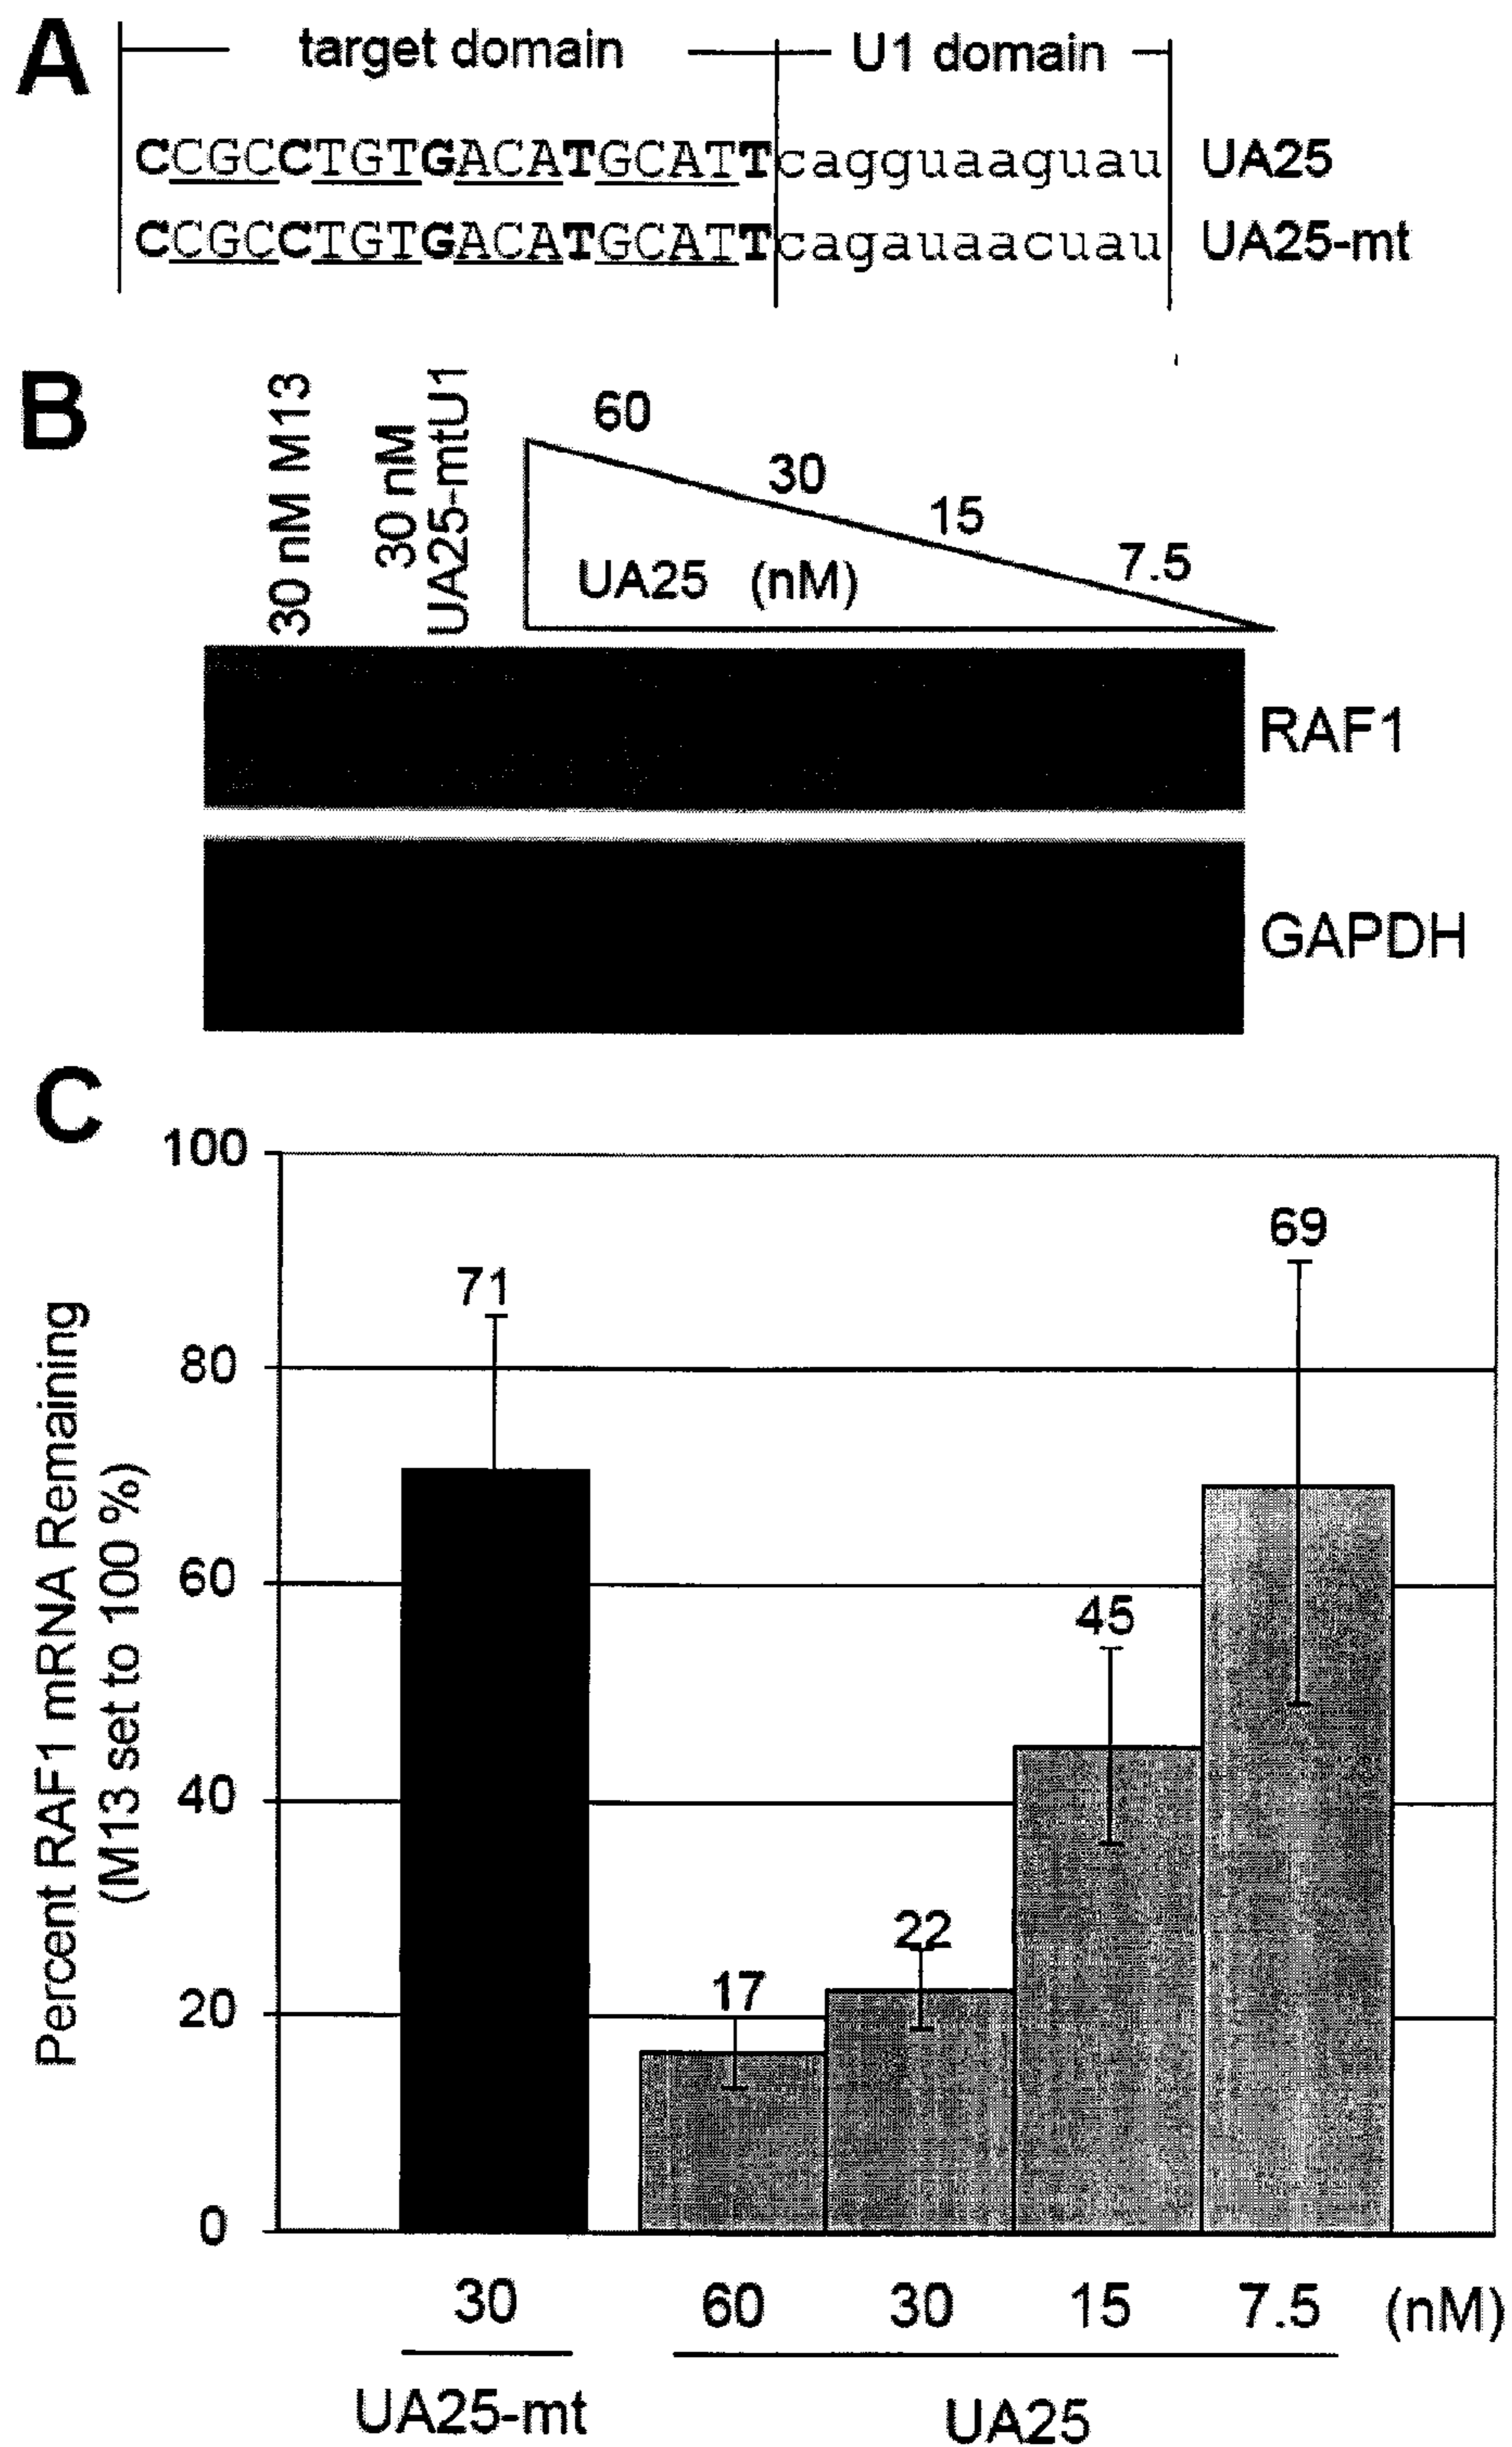 A
target domain U1 domain
CCGCCTGTGACATGCATTcagguaaguau UA25
CCGCCTGTGACATGCATTcagauaacuau UA25-mt
B
30 nM M13
30 nM
UA25-mtU1
60
30
15
7.5
UA25 (nM)
RAF1
GAPDH
C
Percent RAF1 mRNA Remaining
(M13 set to 100 %)
100
80
60
40
20
0
71
17
22
45
69
30 60 30 15 7.5 (nM)
UA25-mt UA25